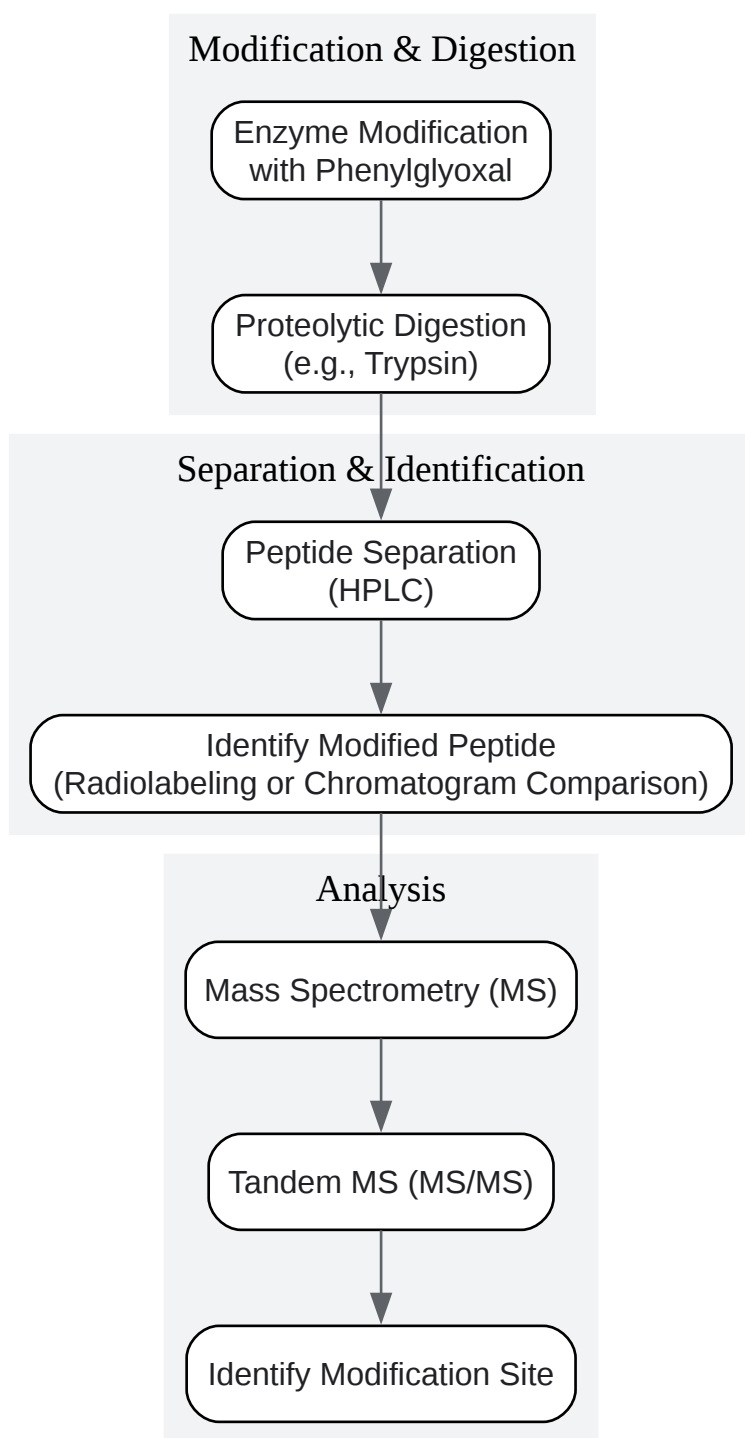 Modification & Digestion
Enzyme Modification
with Phenylglyoxal
Proteolytic Digestion
(e.g., Trypsin)
Separation & Identification
Peptide Separation
(HPLC)
Identify Modified Peptide
(Radiolabeling or Chromatogram Comparison)
Analysis
Mass Spectrometry (MS)
Tandem MS (MS/MS)
Identify Modification Site